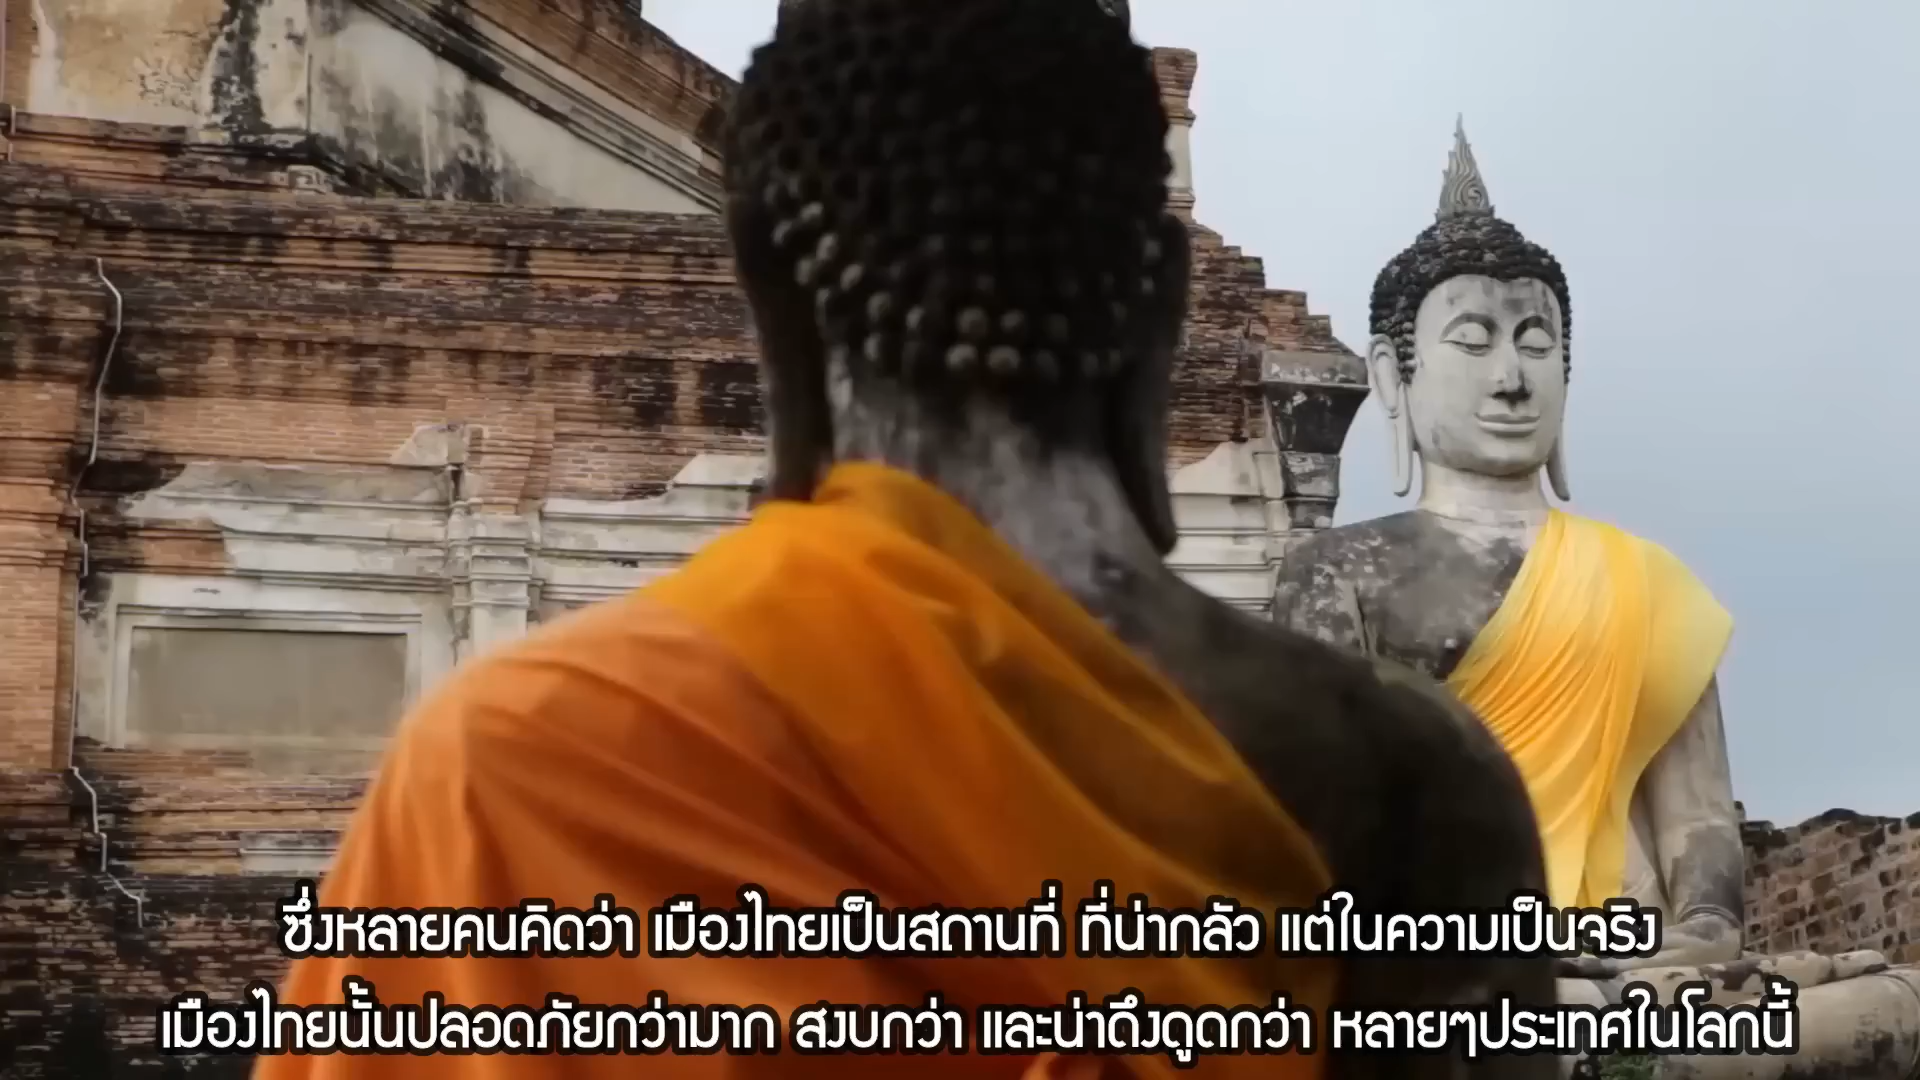 ซึ่งหลายคนคิดว่า เมืองไทยเป็นสถานที่ ที่น่ากลัว แต่ในความเป็นจริง
เมืองไทยนั้นปลอดภัยกว่ามาก สงบกว่า และน่าดึงดูดกว่า หลายๆประเทศในโลกนี้